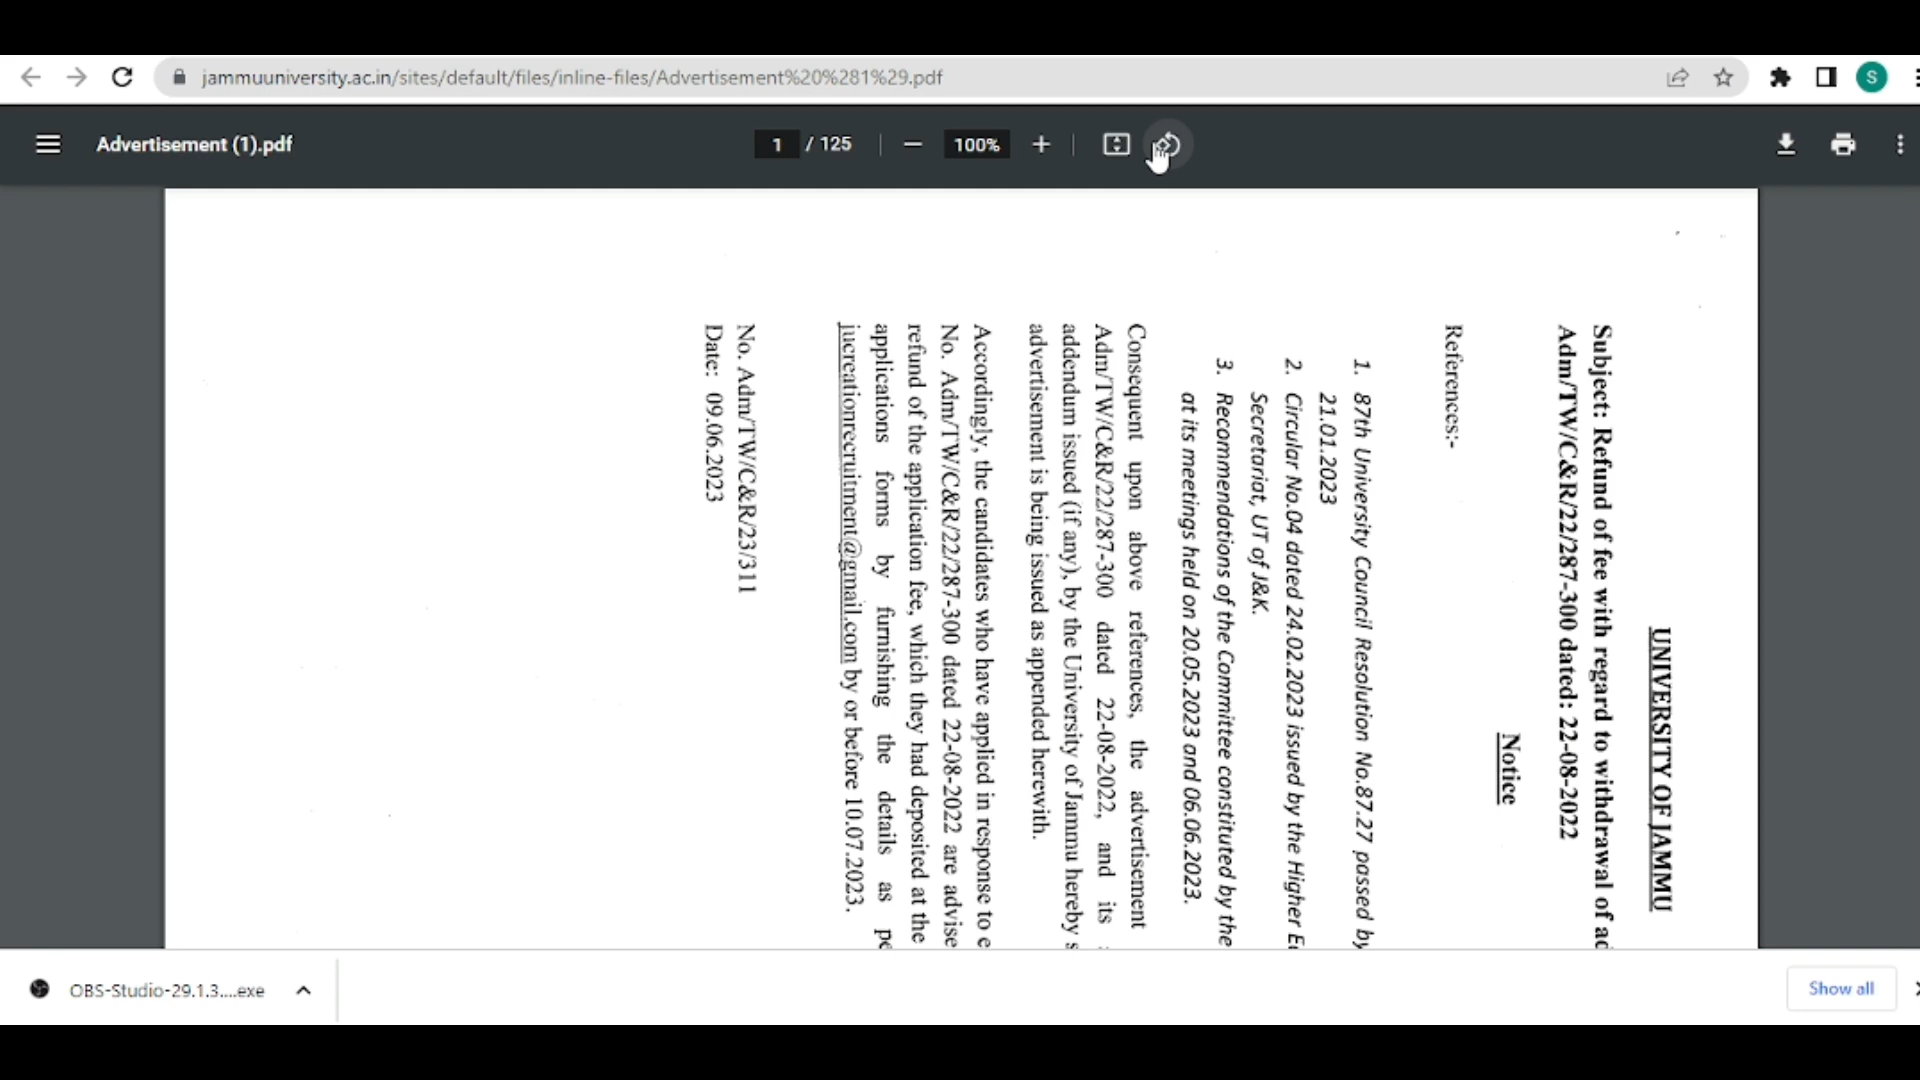 jammuuniversity.ac.in/sites/default/files/inline-files/Advertisement%20%281%29.pdf
S
Advertisement (1).pdf
1 / 125
100%
UNIVERSITY OF JAMMU
Subject: Refund of fee with regard to withdrawal of
Adm/TW/C&R/22/287-300 dated: 22-08-2022
Notice
References:-
1. 87th University Council Resolution No.87.27 passed by
21.01.2023
2. Circular No.04 dated 24.02.2023 issued by the Higher
Secretariat, UT of J&K.
3. Recommendations of the Committee constituted by the
at its meetings held on 20.05.2023 and 06.06.2023.
Consequent upon above references, the advertisement
Adm/TW/C&R/22/287-300 dated 22-08-2022, and its
addendum issued (if any), by the University of Jammu hereby
advertisement is being issued as appended herewith.
Accordingly, the candidates who have applied in response to
No. Adm/TW/C&R/22/287-300 dated 22-08-2022 are advise
refund of the application fee, which they had deposited at the
applications forms by furnishing the details as
jucreationrecruitment@gmail.com by or before 10.07.2023.
No. Adm/TW/C&R/23/311
Date: 09.06.2023
OBS-Studio-29.1.3....exe
Show all